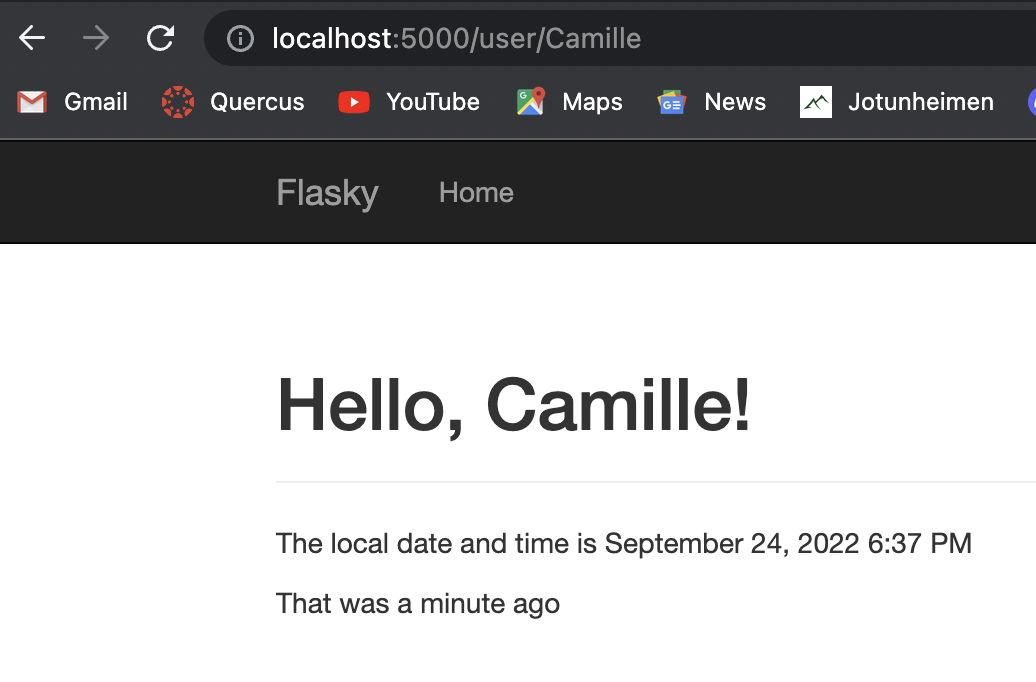 localhost:5000/user/Camille
Gmail Quercus YouTube Maps News Jotunheimen
Flasky Home
Hello, Camille!
The local date and time is September 24, 2022 6:37 PM
That was a minute ago